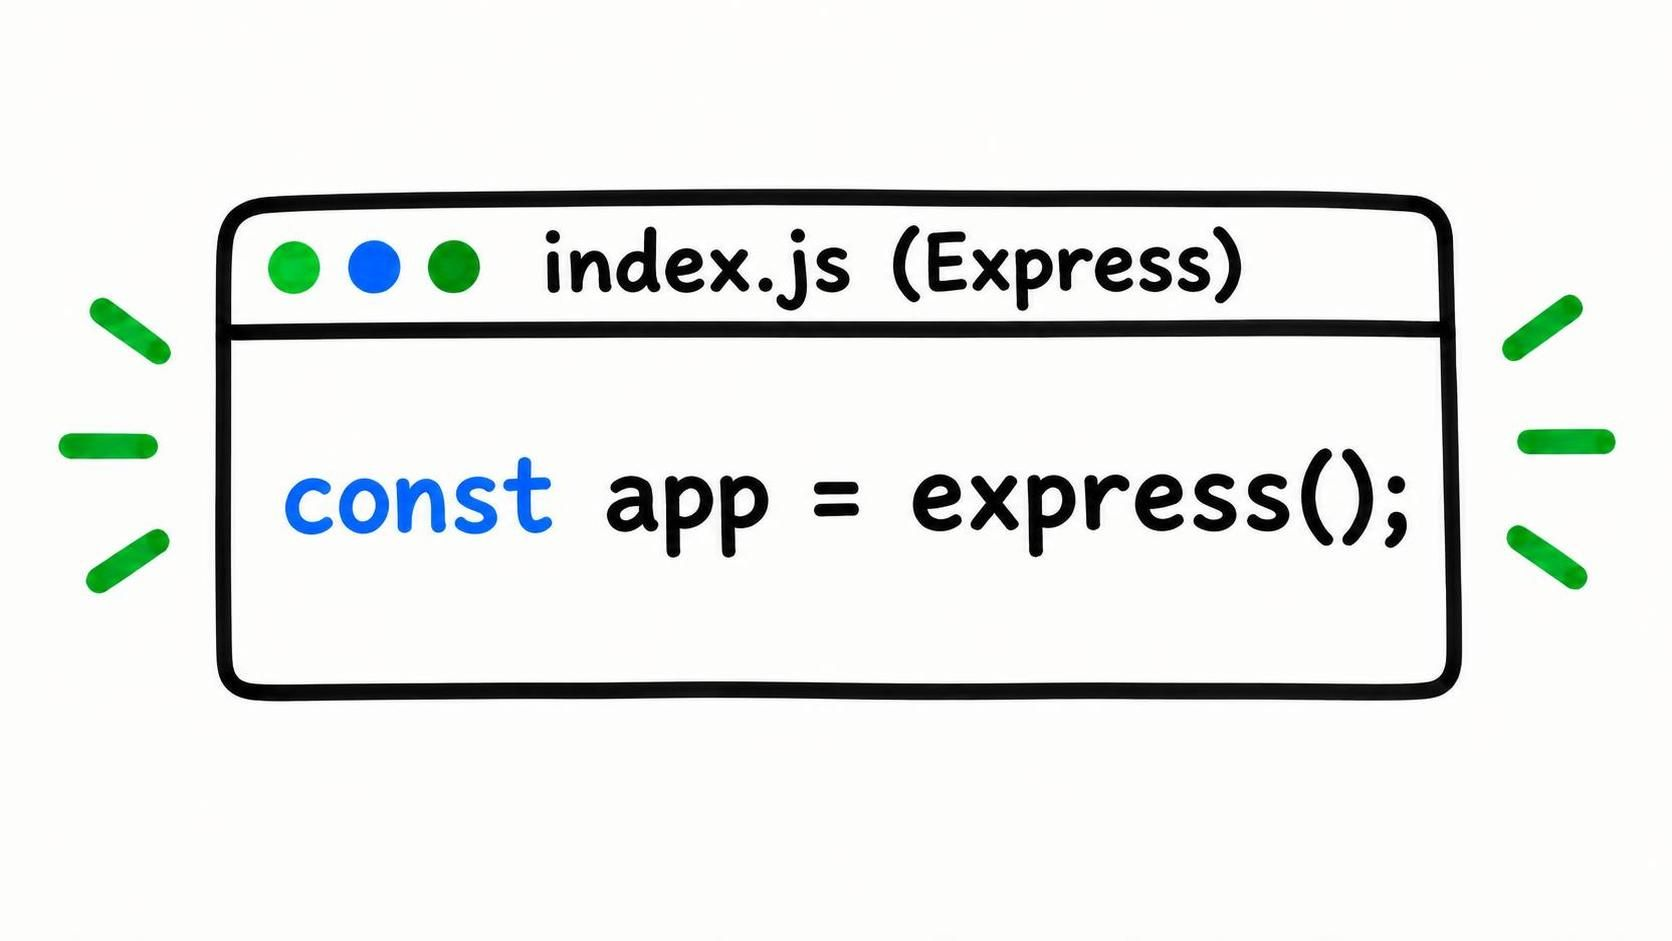 index.js (Express)
const app = express();